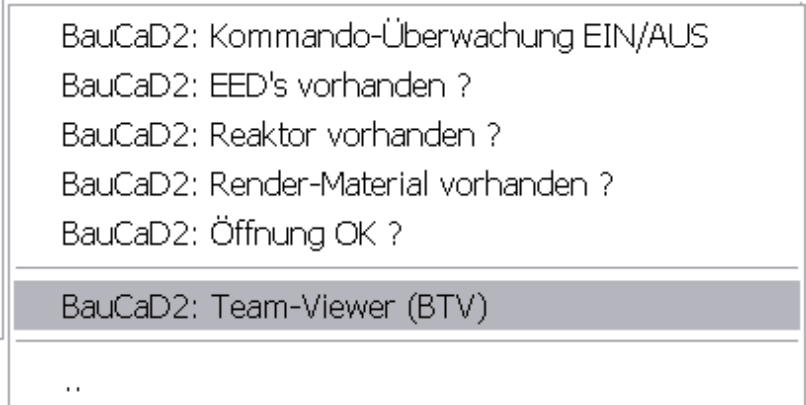 BauCaD2: Kommando-Überwachung EIN/AUS
BauCaD2: EED's vorhanden ?
BauCaD2: Reaktor vorhanden ?
BauCaD2: Render-Material vorhanden ?
BauCaD2: Öffnung OK ?
BauCaD2: Team-Viewer (BTV)
..